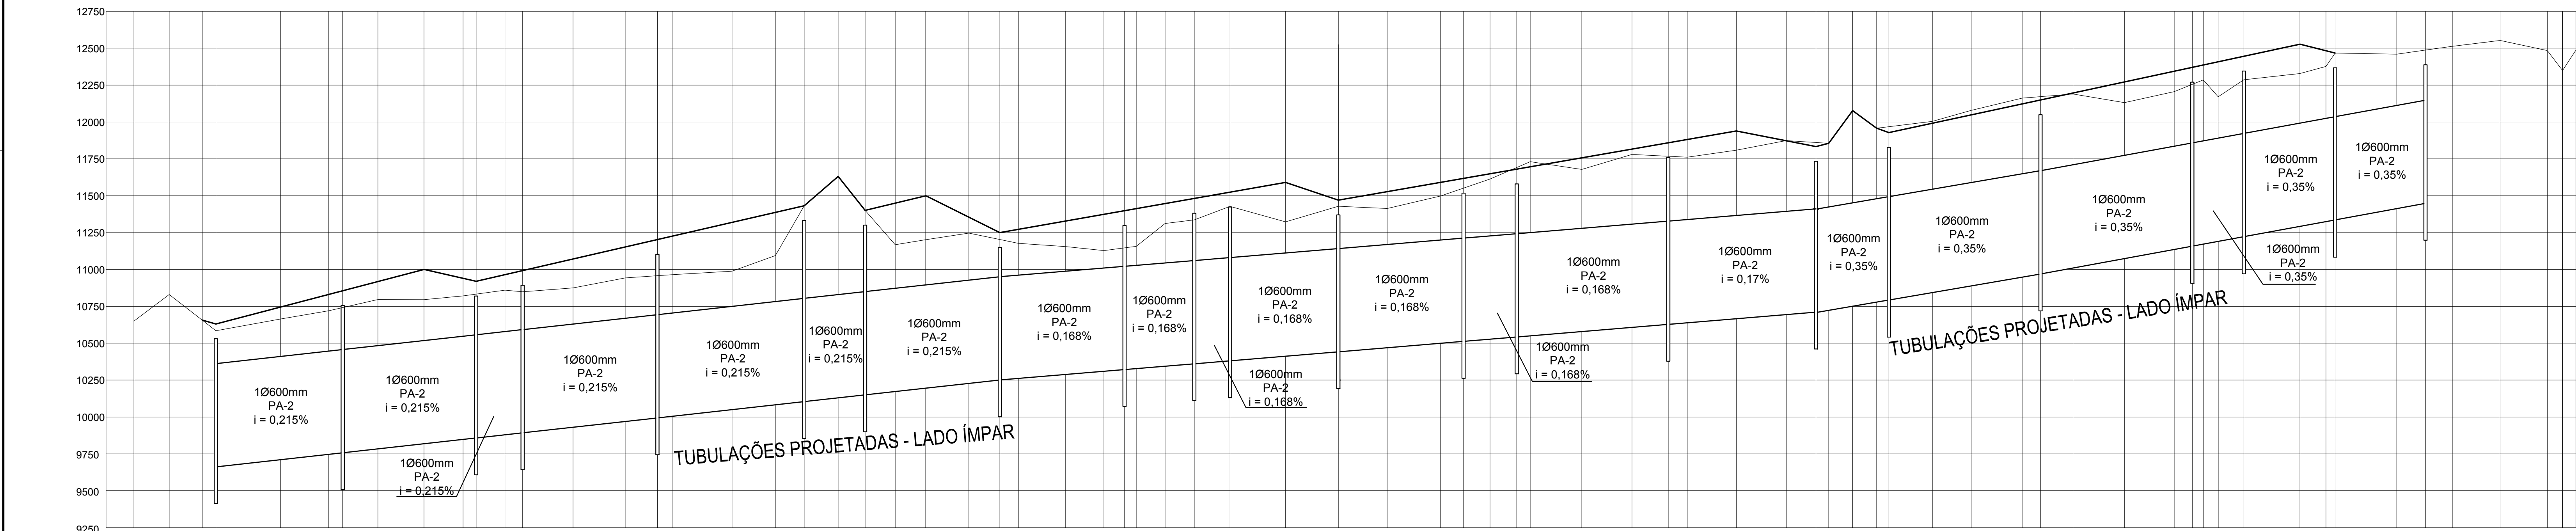 12750
12500
12250
12000
11750
11500
11250
11000
10750
10500
10250
10000
9750
9500
9250
1Ø600mm
PA-2
i = 0,215%
1Ø600mm
PA-2
i = 0,215%
1Ø600mm
PA-2
i = 0,215%
1Ø600mm
PA-2
i = 0,215%
1Ø600mm
PA-2
i = 0,215%
1Ø600mm
PA-2
i = 0,215%
1Ø600mm
PA-2
i = 0,215%
TUBULAÇÕES PROJETADAS - LADO ÍMPAR
1Ø600mm
PA-2
i = 0,168%
1Ø600mm
PA-2
i = 0,168%
1Ø600mm
PA-2
i = 0,168%
1Ø600mm
PA-2
i = 0,168%
1Ø600mm
PA-2
i = 0,168%
1Ø600mm
PA-2
i = 0,168%
1Ø600mm
PA-2
i = 0,168%
1Ø600mm
PA-2
i = 0,17%
1Ø600mm
PA-2
i = 0,35%
1Ø600mm
PA-2
i = 0,35%
TUBULAÇÕES PROJETADAS - LADO ÍMPAR
1Ø600mm
PA-2
i = 0,35%
1Ø600mm
PA-2
i = 0,35%
1Ø600mm
PA-2
i = 0,35%
1Ø600mm
PA-2
i = 0,35%